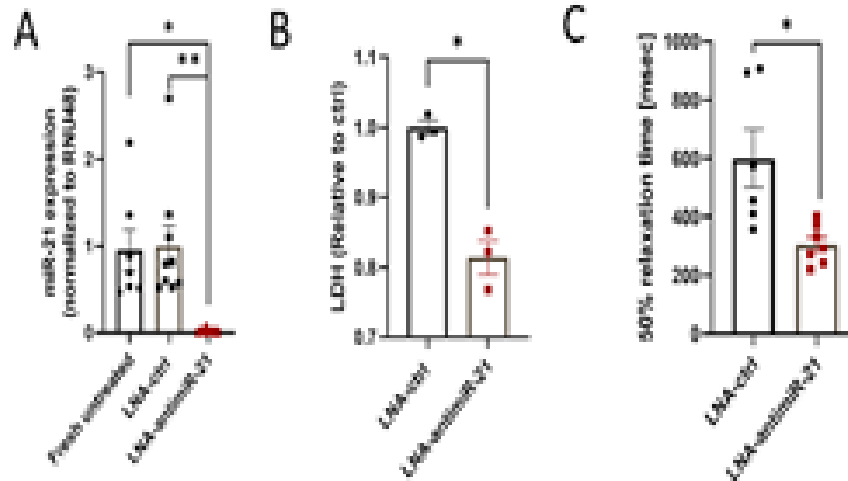 A
miR-21 expression
(normalized to RNU48)
3
2
1
0
*
**
Fresh untreated
LNA-ctrl
LNA-antimiR-21
B
LDH (Relative to ctrl)
1.1
1.0
0.9
0.8
0.7
*
LNA-ctrl
LNA-antimiR-21
C
50% relaxation time [msec]
1000
800
600
400
200
0
*
LNA-ctrl
LNA-antimiR-21